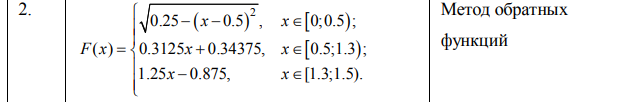 2.
F(x) = { √(0.25−(x−0.5)²), x∈[0;0.5);
0.3125x+0.34375, x∈[0.5;1.3);
1.25x−0.875, x∈[1.3;1.5).
Метод обратных
функций